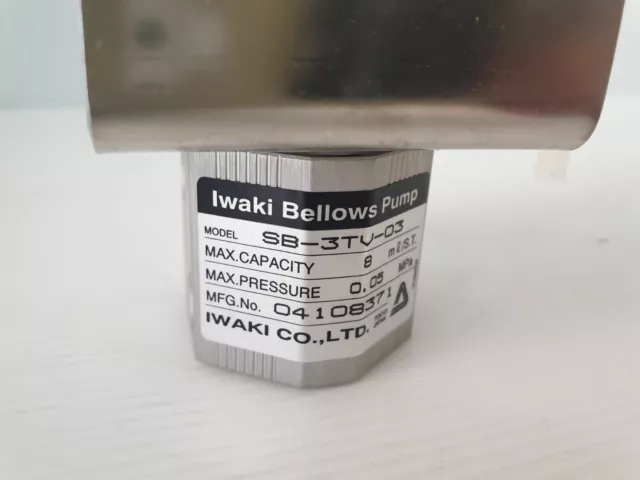 Iwaki Bellows Pump
MODEL SB-3TV-03
MAX.CAPACITY 8 mℓ/S.T.
MAX.PRESSURE 0.05 MPa
MFG.No. 04108371
IWAKI CO.,LTD.